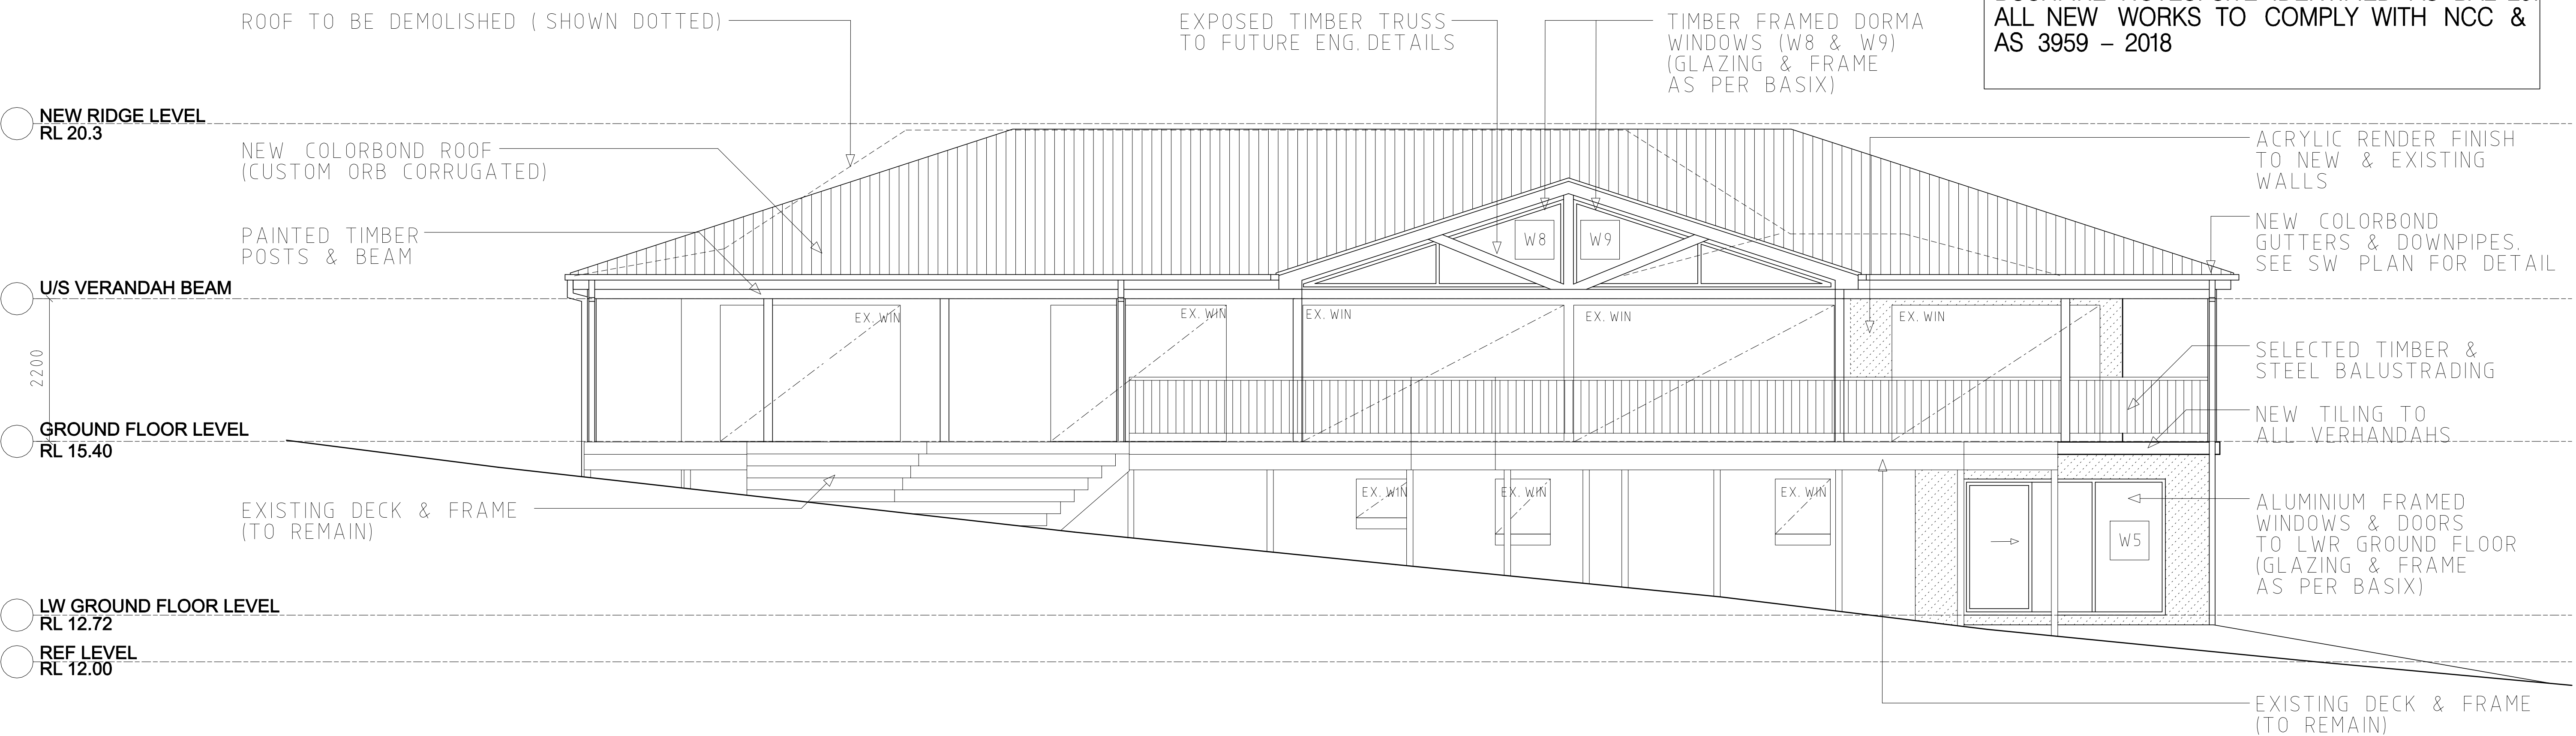 ROOF TO BE DEMOLISHED ( SHOWN DOTTED)
EXPOSED TIMBER TRUSS
TO FUTURE ENG. DETAILS
TIMBER FRAMED DORMA
WINDOWS (W8 & W9)
(GLAZING & FRAME
AS PER BASIX)
ALL NEW WORKS TO COMPLY WITH NCC &
AS 3959 – 2018
NEW RIDGE LEVEL
RL 20.3
NEW COLORBOND ROOF
(CUSTOM ORB CORRUGATED)
ACRYLIC RENDER FINISH
TO NEW & EXISTING
WALLS
PAINTED TIMBER
POSTS & BEAM
W8
W9
NEW COLORBOND
GUTTERS & DOWNPIPES.
SEE SW PLAN FOR DETAIL
U/S VERANDAH BEAM
EX. WIN
EX. WIN
EX. WIN
EX. WIN
EX. WIN
2200
SELECTED TIMBER &
STEEL BALUSTRADING
GROUND FLOOR LEVEL
RL 15.40
NEW TILING TO
ALL VERHANDAHS
EXISTING DECK & FRAME
(TO REMAIN)
EX. WIN
EX. WIN
EX. WIN
W5
ALUMINIUM FRAMED
WINDOWS & DOORS
TO LWR GROUND FLOOR
(GLAZING & FRAME
AS PER BASIX)
LW GROUND FLOOR LEVEL
RL 12.72
REF LEVEL
RL 12.00
EXISTING DECK & FRAME
(TO REMAIN)